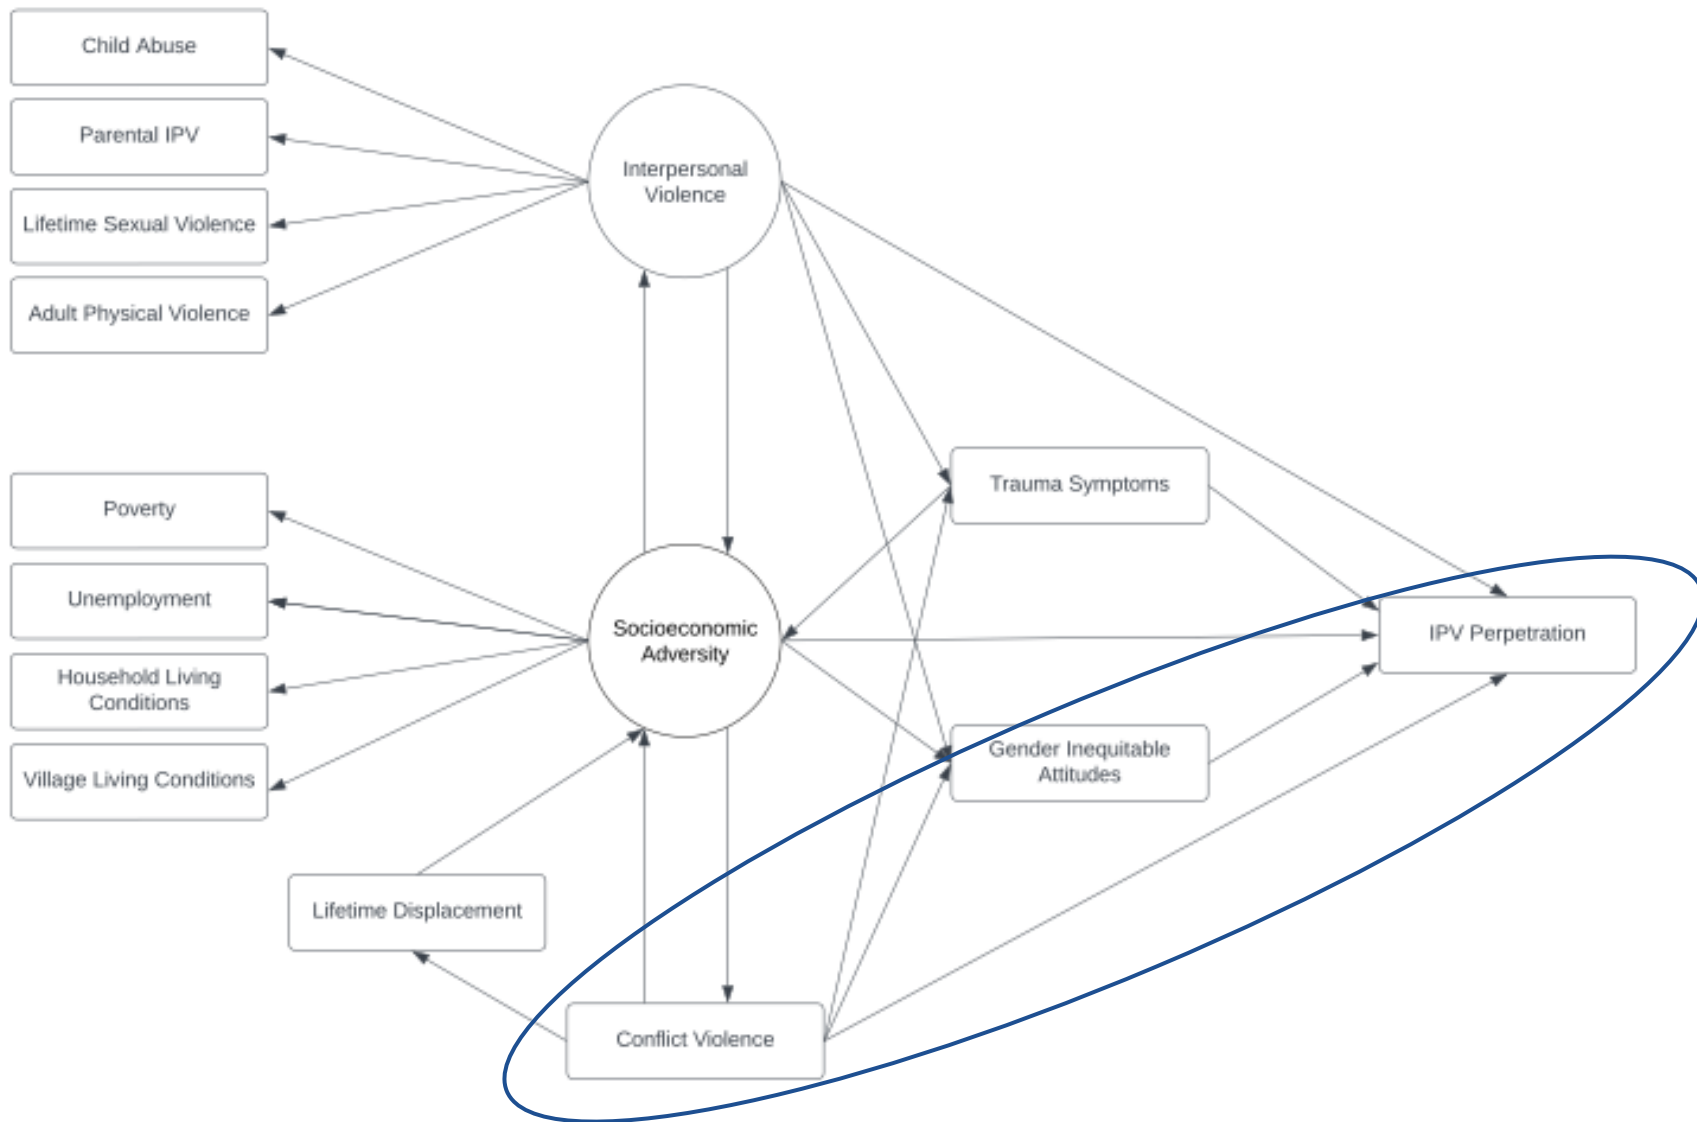 Child Abuse
Parental IPV
Lifetime Sexual Violence
Adult Physical Violence
Interpersonal
Violence
Poverty
Unemployment
Household Living
Conditions
Village Living Conditions
Socioeconomic
Adversity
Trauma Symptoms
IPV Perpetration
Gender Inequitable
Attitudes
Lifetime Displacement
Conflict Violence